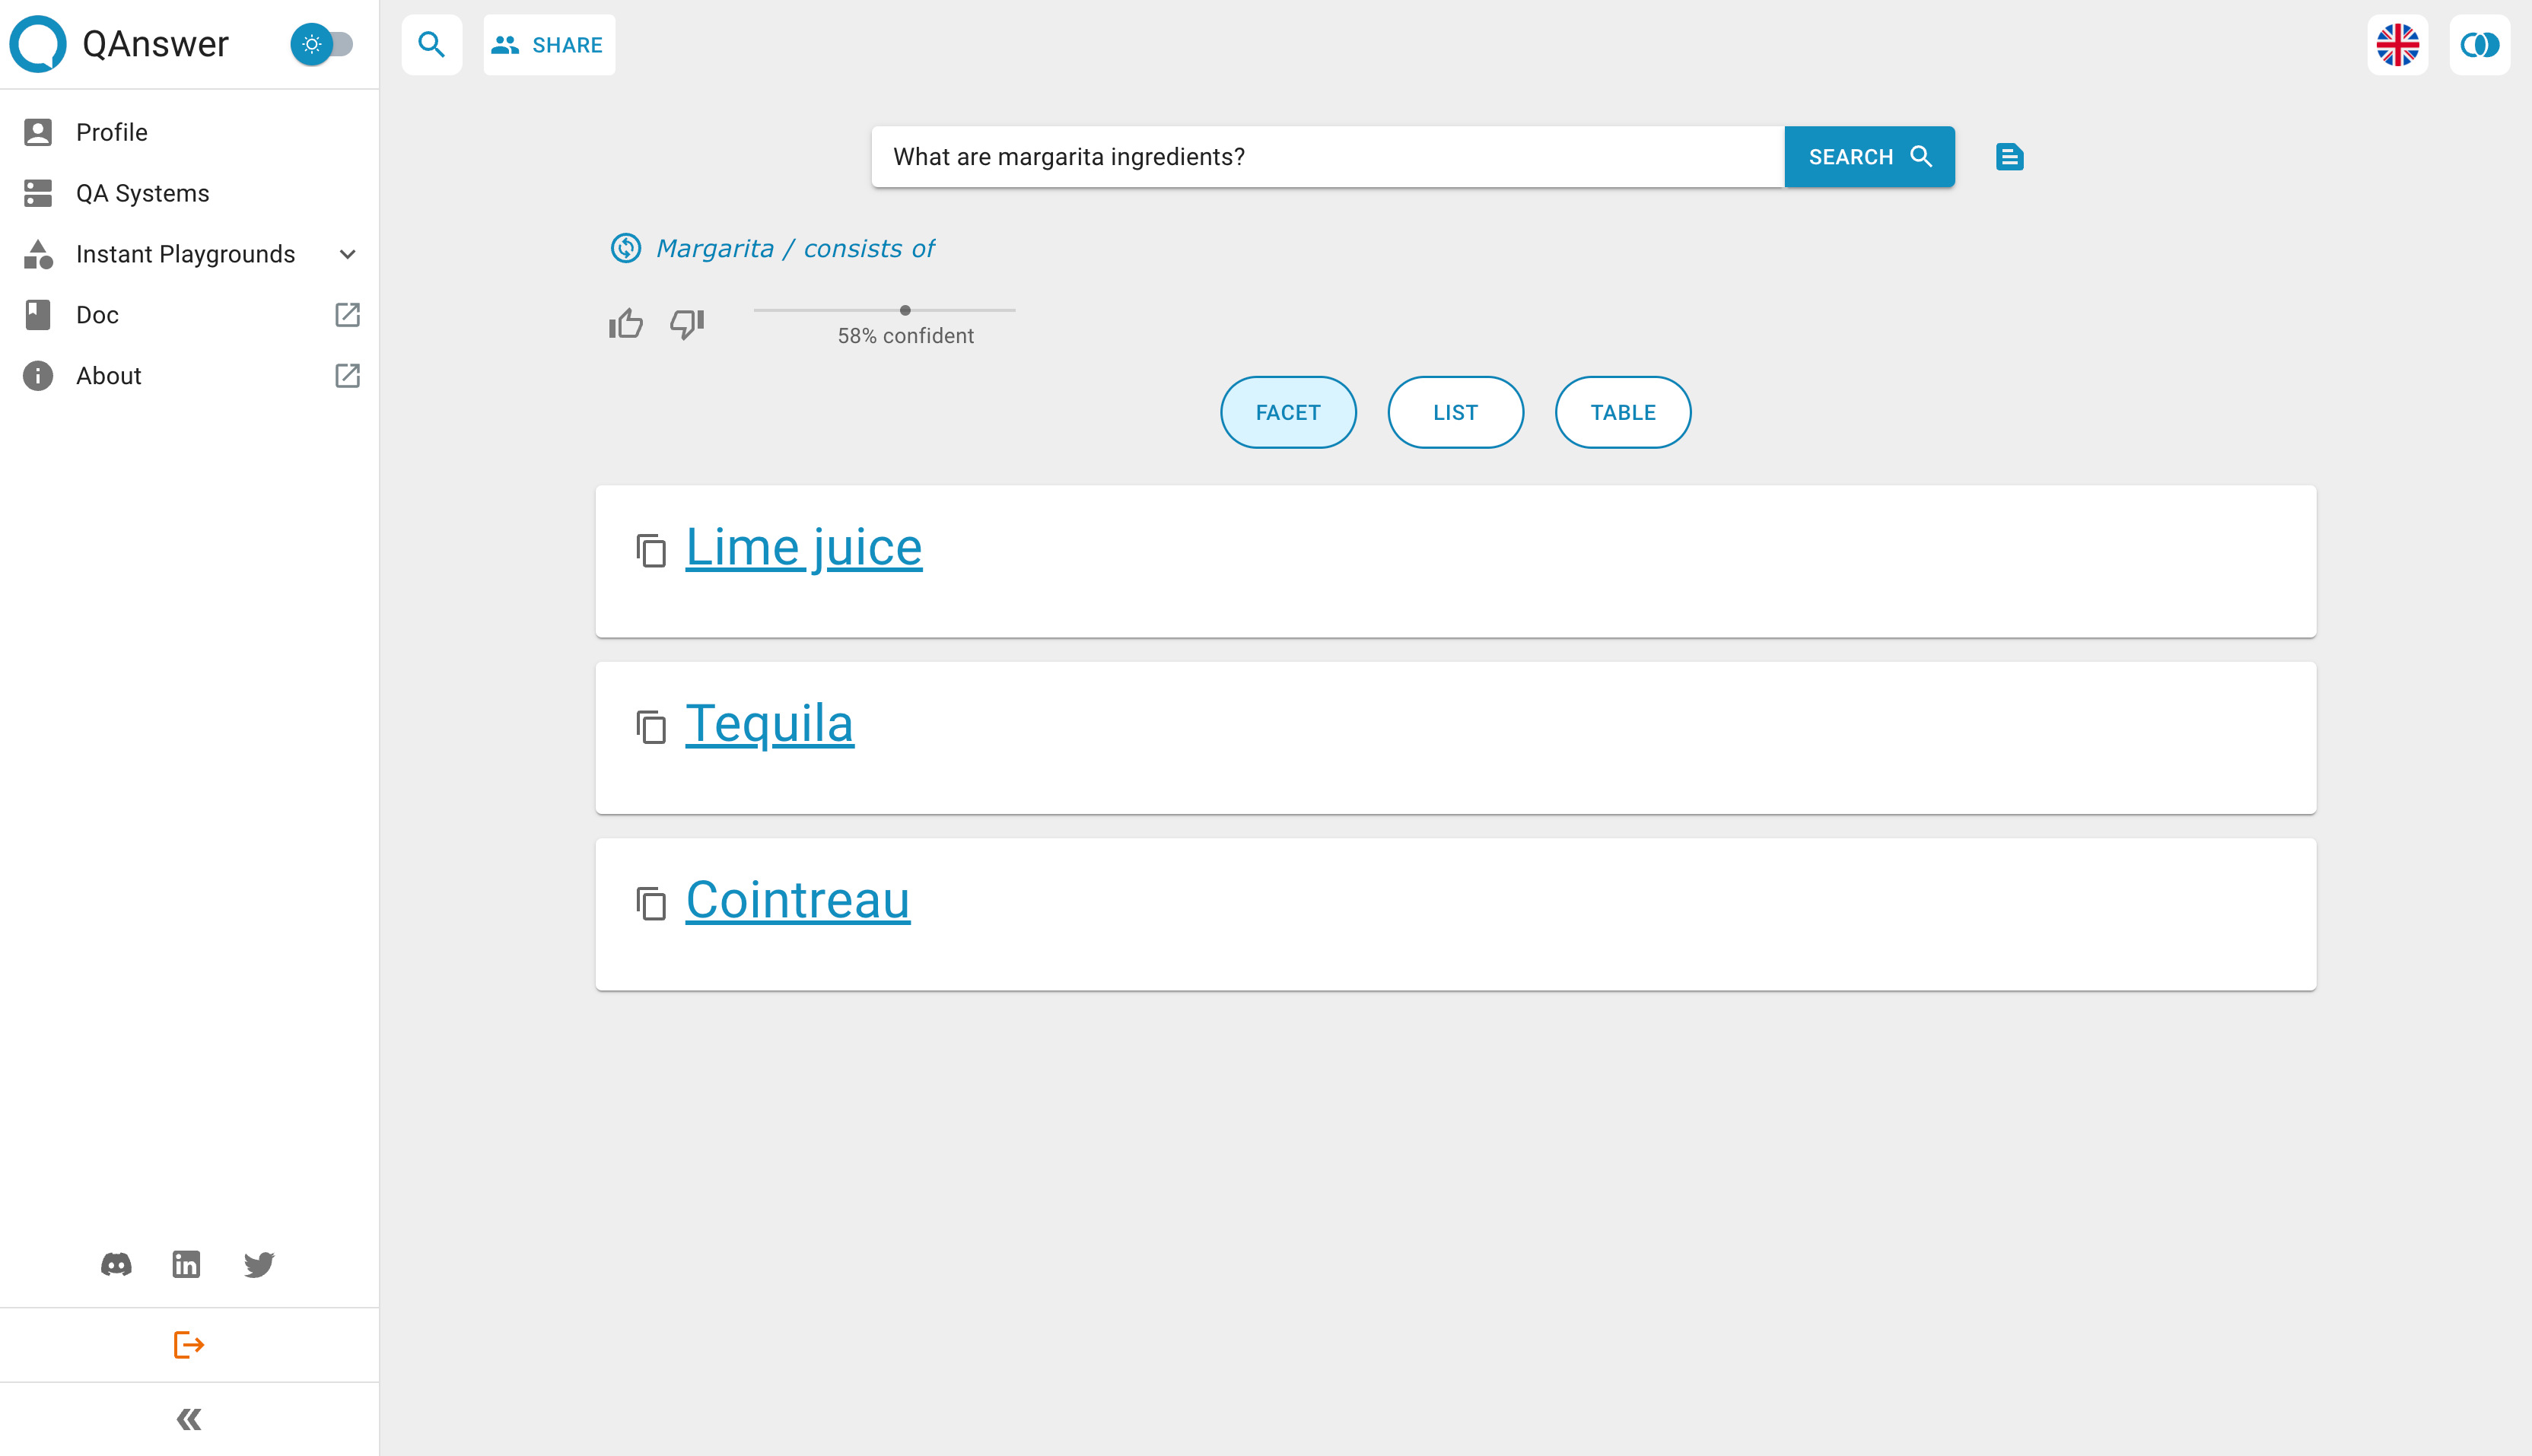 QAnswer
Profile
QA Systems
Instant Playgrounds
Doc
About
SHARE
What are margarita ingredients?
SEARCH
Margarita / consists of
58% confident
FACET
LIST
TABLE
Lime juice
Tequila
Cointreau